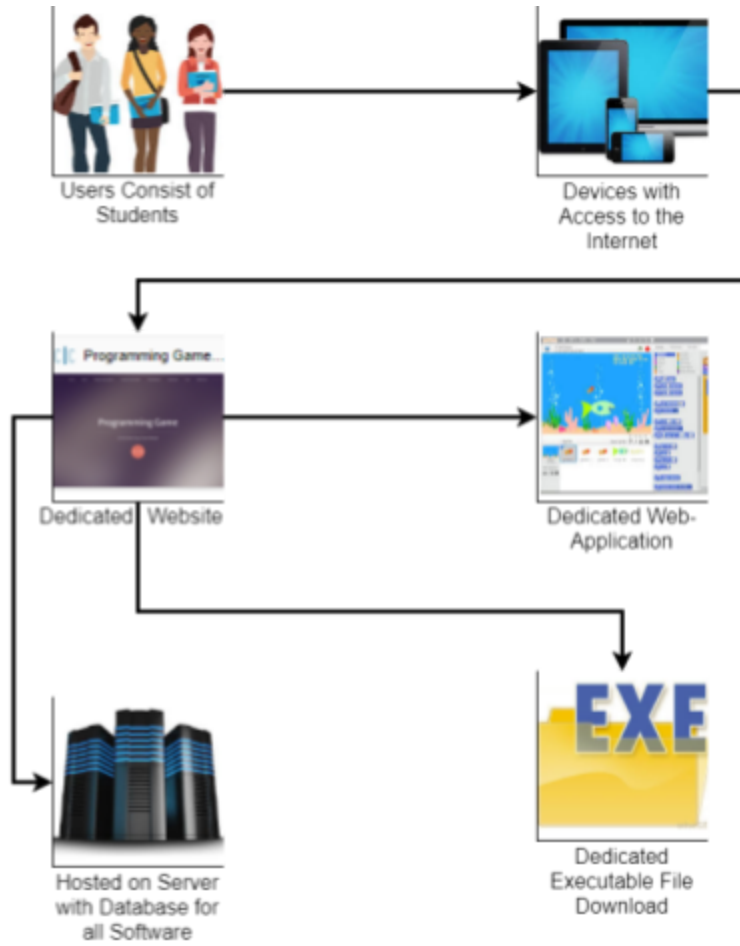 Users Consist of
Students
Devices with
Access to the
Internet
Programming Game...
Programming Game
Dedicated Website
Dedicated Web-
Application
EXE
Hosted on Server
with Database for
all Software
Dedicated
Executable File
Download